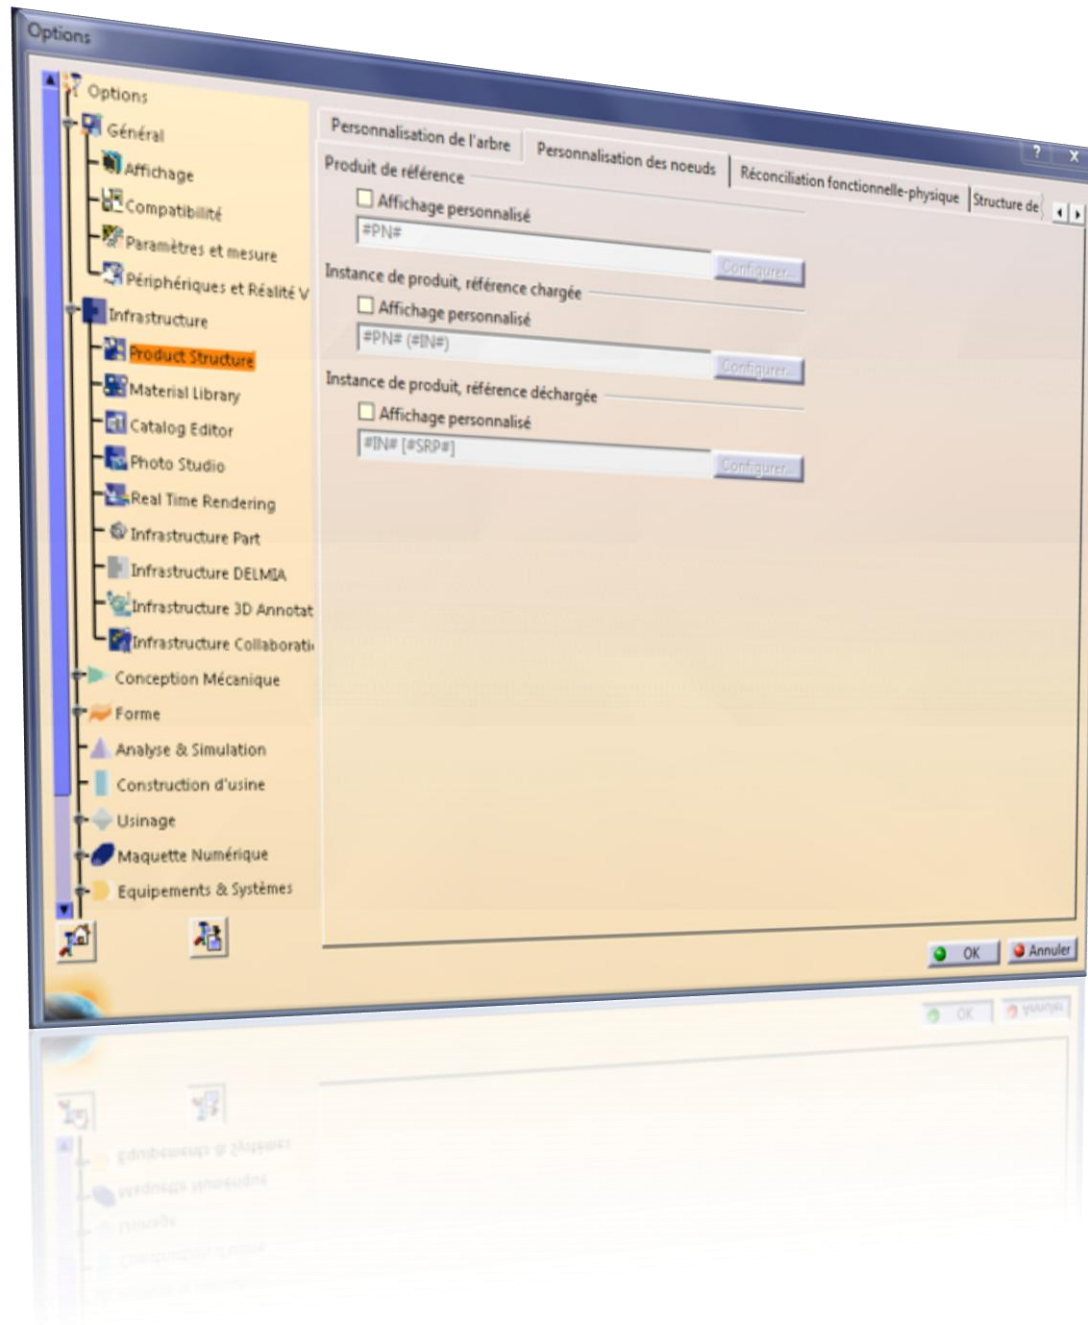 Options
Options
Général
Affichage
Compatibilité
Paramètres et mesure
Périphériques et Réalité V
Infrastructure
Product Structure
Material Library
Catalog Editor
Photo Studio
Real Time Rendering
Infrastructure Part
Infrastructure DELMIA
Infrastructure 3D Annotat
Infrastructure Collaborati
Conception Mécanique
Forme
Analyse & Simulation
Construction d'usine
Usinage
Maquette Numérique
Equipements & Systèmes
Personnalisation de l'arbre
Personnalisation des noeuds
Réconciliation fonctionnelle-physique
Structure de
Produit de référence
Affichage personnalisé
#PN#
Configurer...
Instance de produit, référence chargée
Affichage personnalisé
#PN# (#IN#)
Configurer...
Instance de produit, référence déchargée
Affichage personnalisé
#IN# [#SRP#]
Configurer...
OK
Annuler